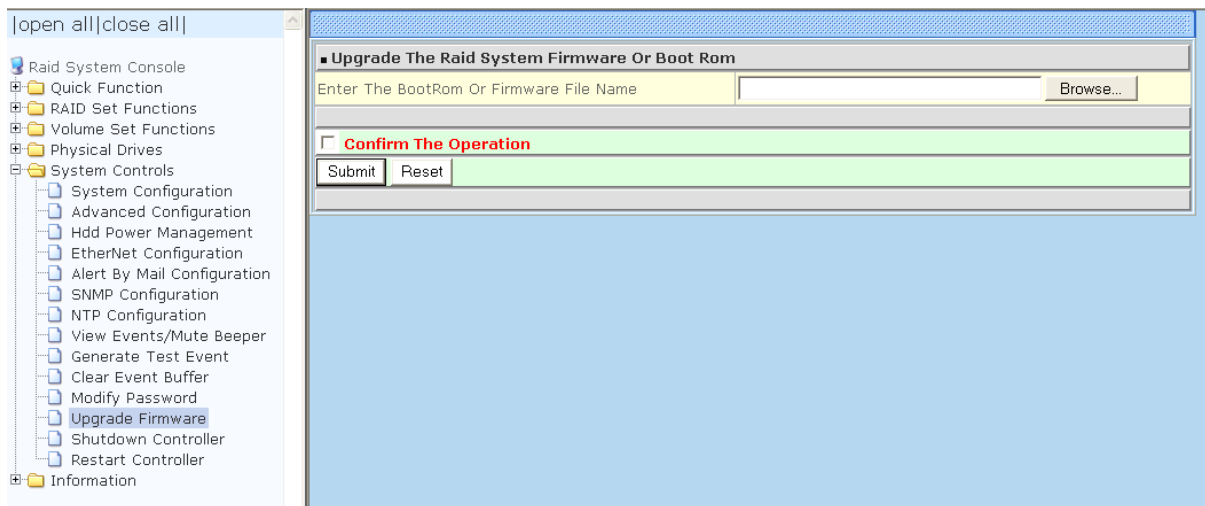 |open all|close all|
Raid System Console
Quick Function
RAID Set Functions
Volume Set Functions
Physical Drives
System Controls
System Configuration
Advanced Configuration
Hdd Power Management
EtherNet Configuration
Alert By Mail Configuration
SNMP Configuration
NTP Configuration
View Events/Mute Beeper
Generate Test Event
Clear Event Buffer
Modify Password
Upgrade Firmware
Shutdown Controller
Restart Controller
Information
Upgrade The Raid System Firmware Or Boot Rom
Enter The BootRom Or Firmware File Name Browse...
Confirm The Operation
Submit Reset